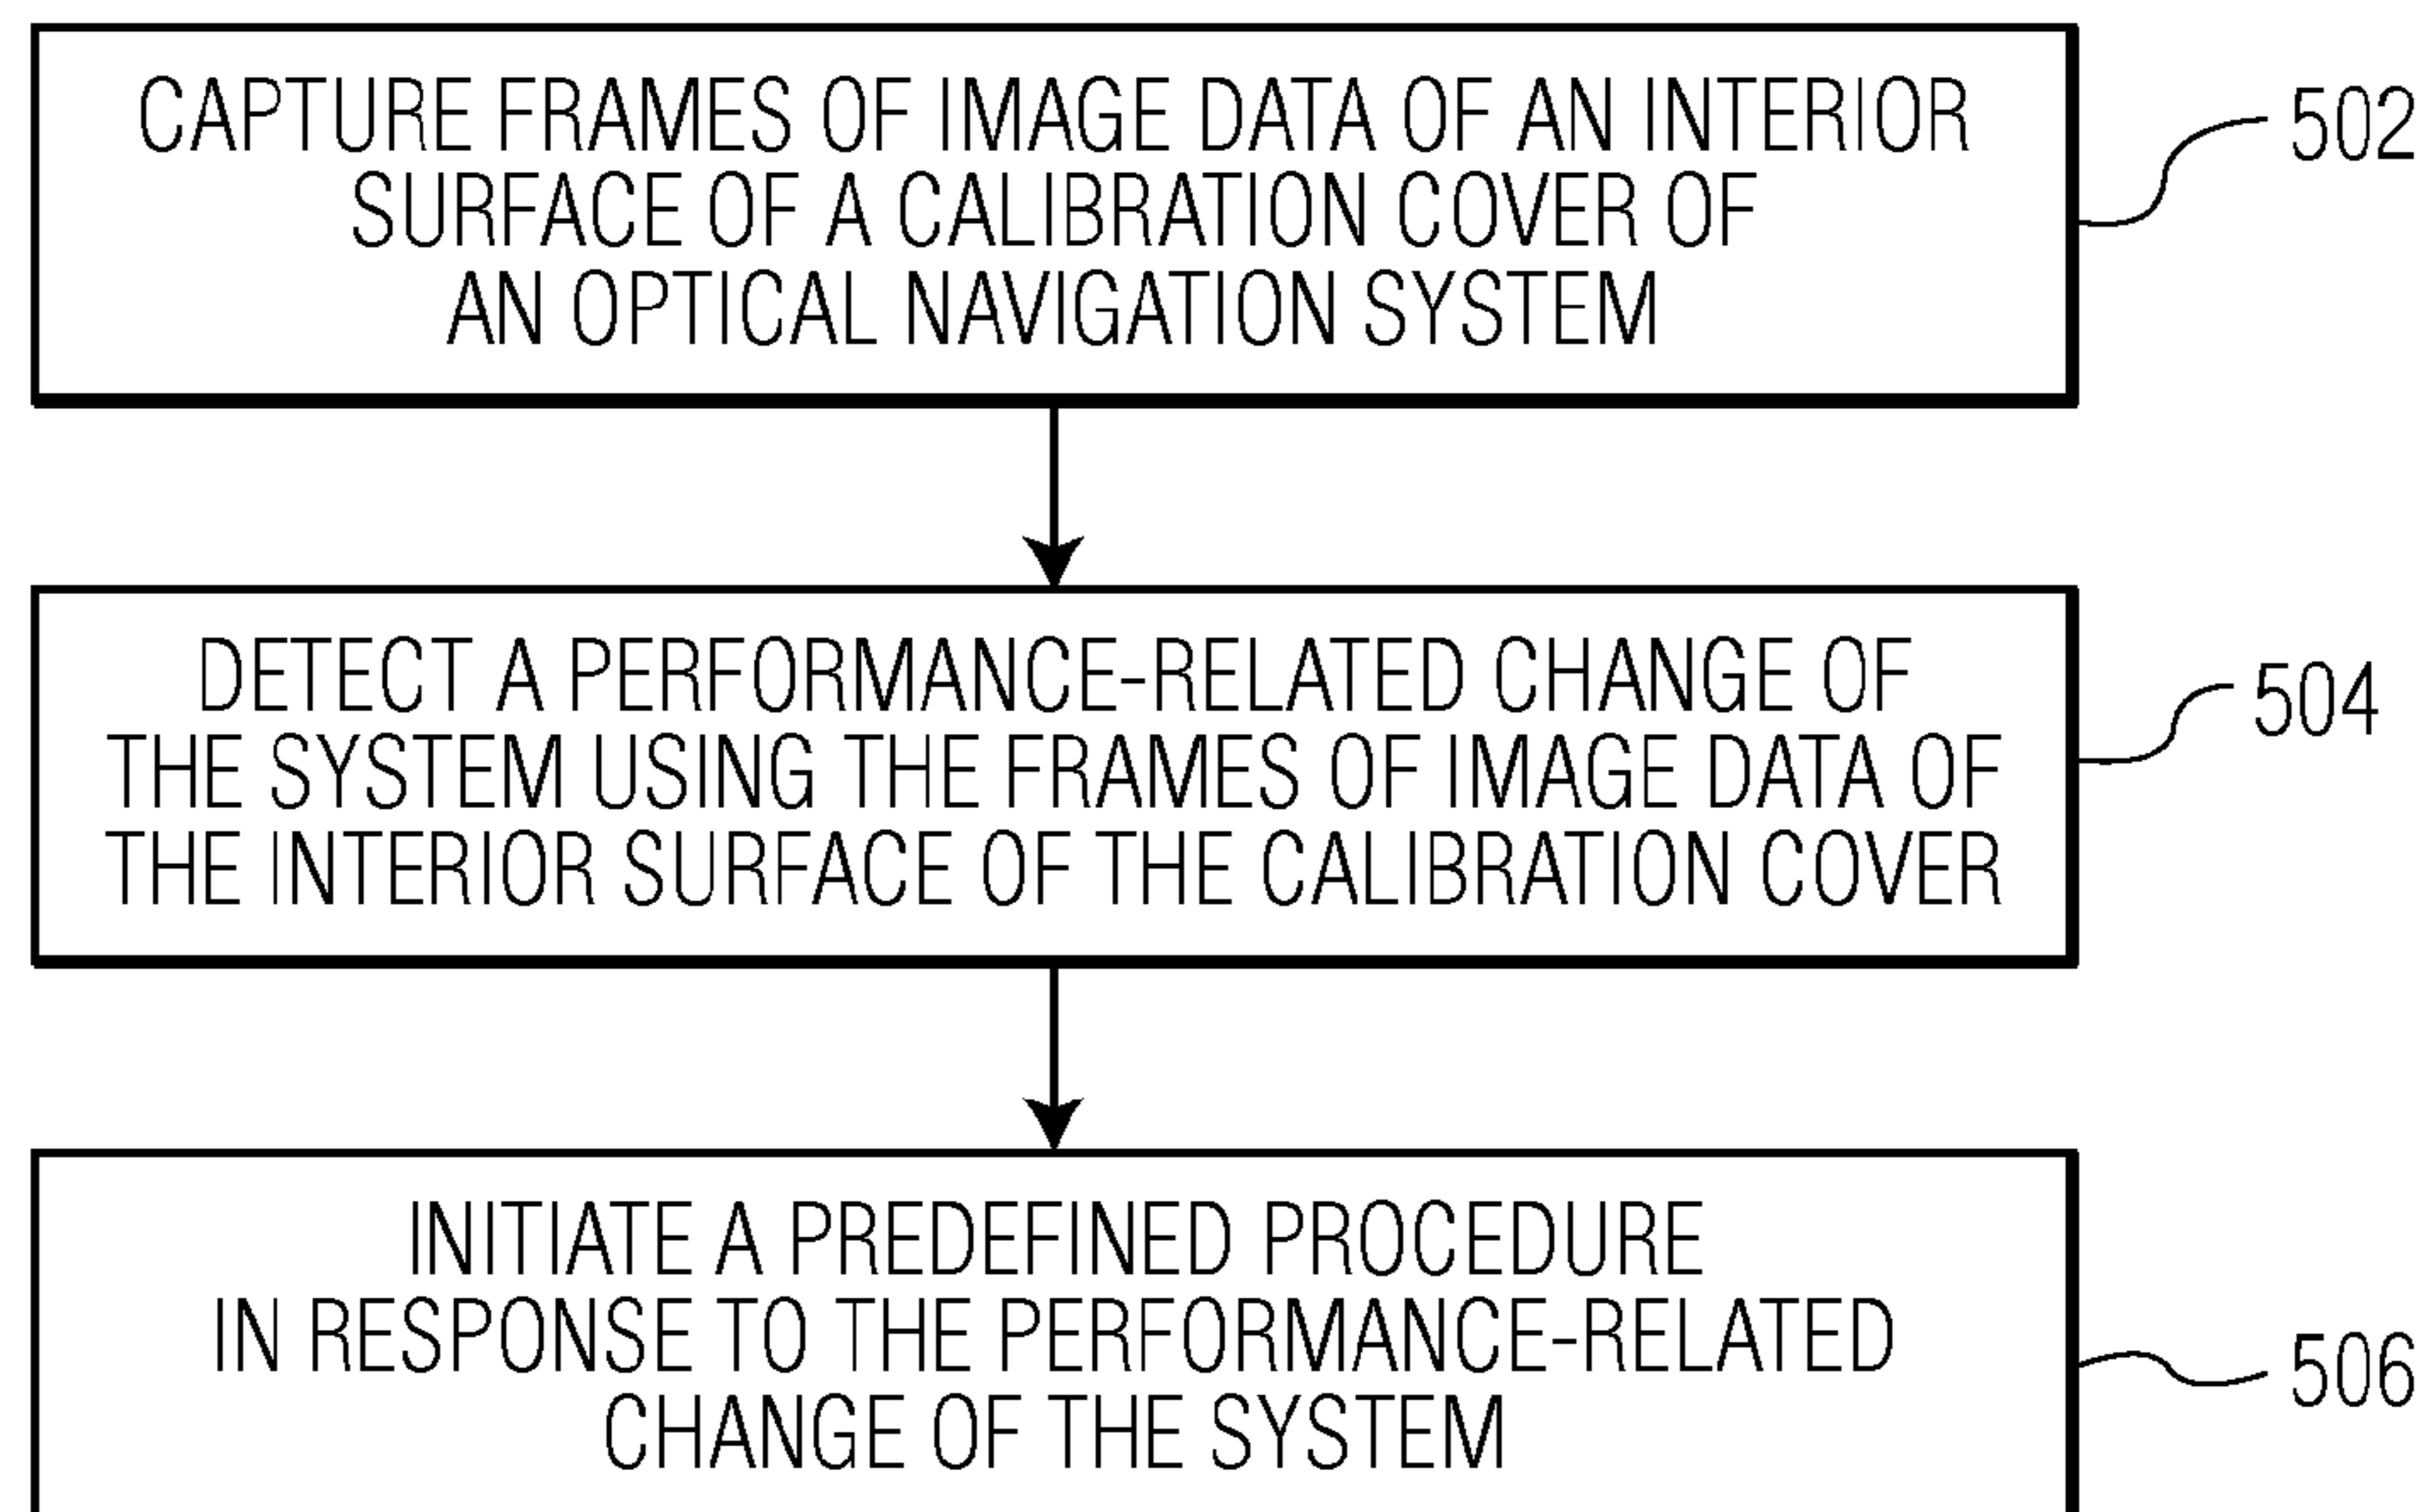 CAPTURE FRAMES OF IMAGE DATA OF AN INTERIOR
SURFACE OF A CALIBRATION COVER OF
AN OPTICAL NAVIGATION SYSTEM
502
DETECT A PERFORMANCE-RELATED CHANGE OF
THE SYSTEM USING THE FRAMES OF IMAGE DATA OF
THE INTERIOR SURFACE OF THE CALIBRATION COVER
504
INITIATE A PREDEFINED PROCEDURE
IN RESPONSE TO THE PERFORMANCE-RELATED
CHANGE OF THE SYSTEM
506